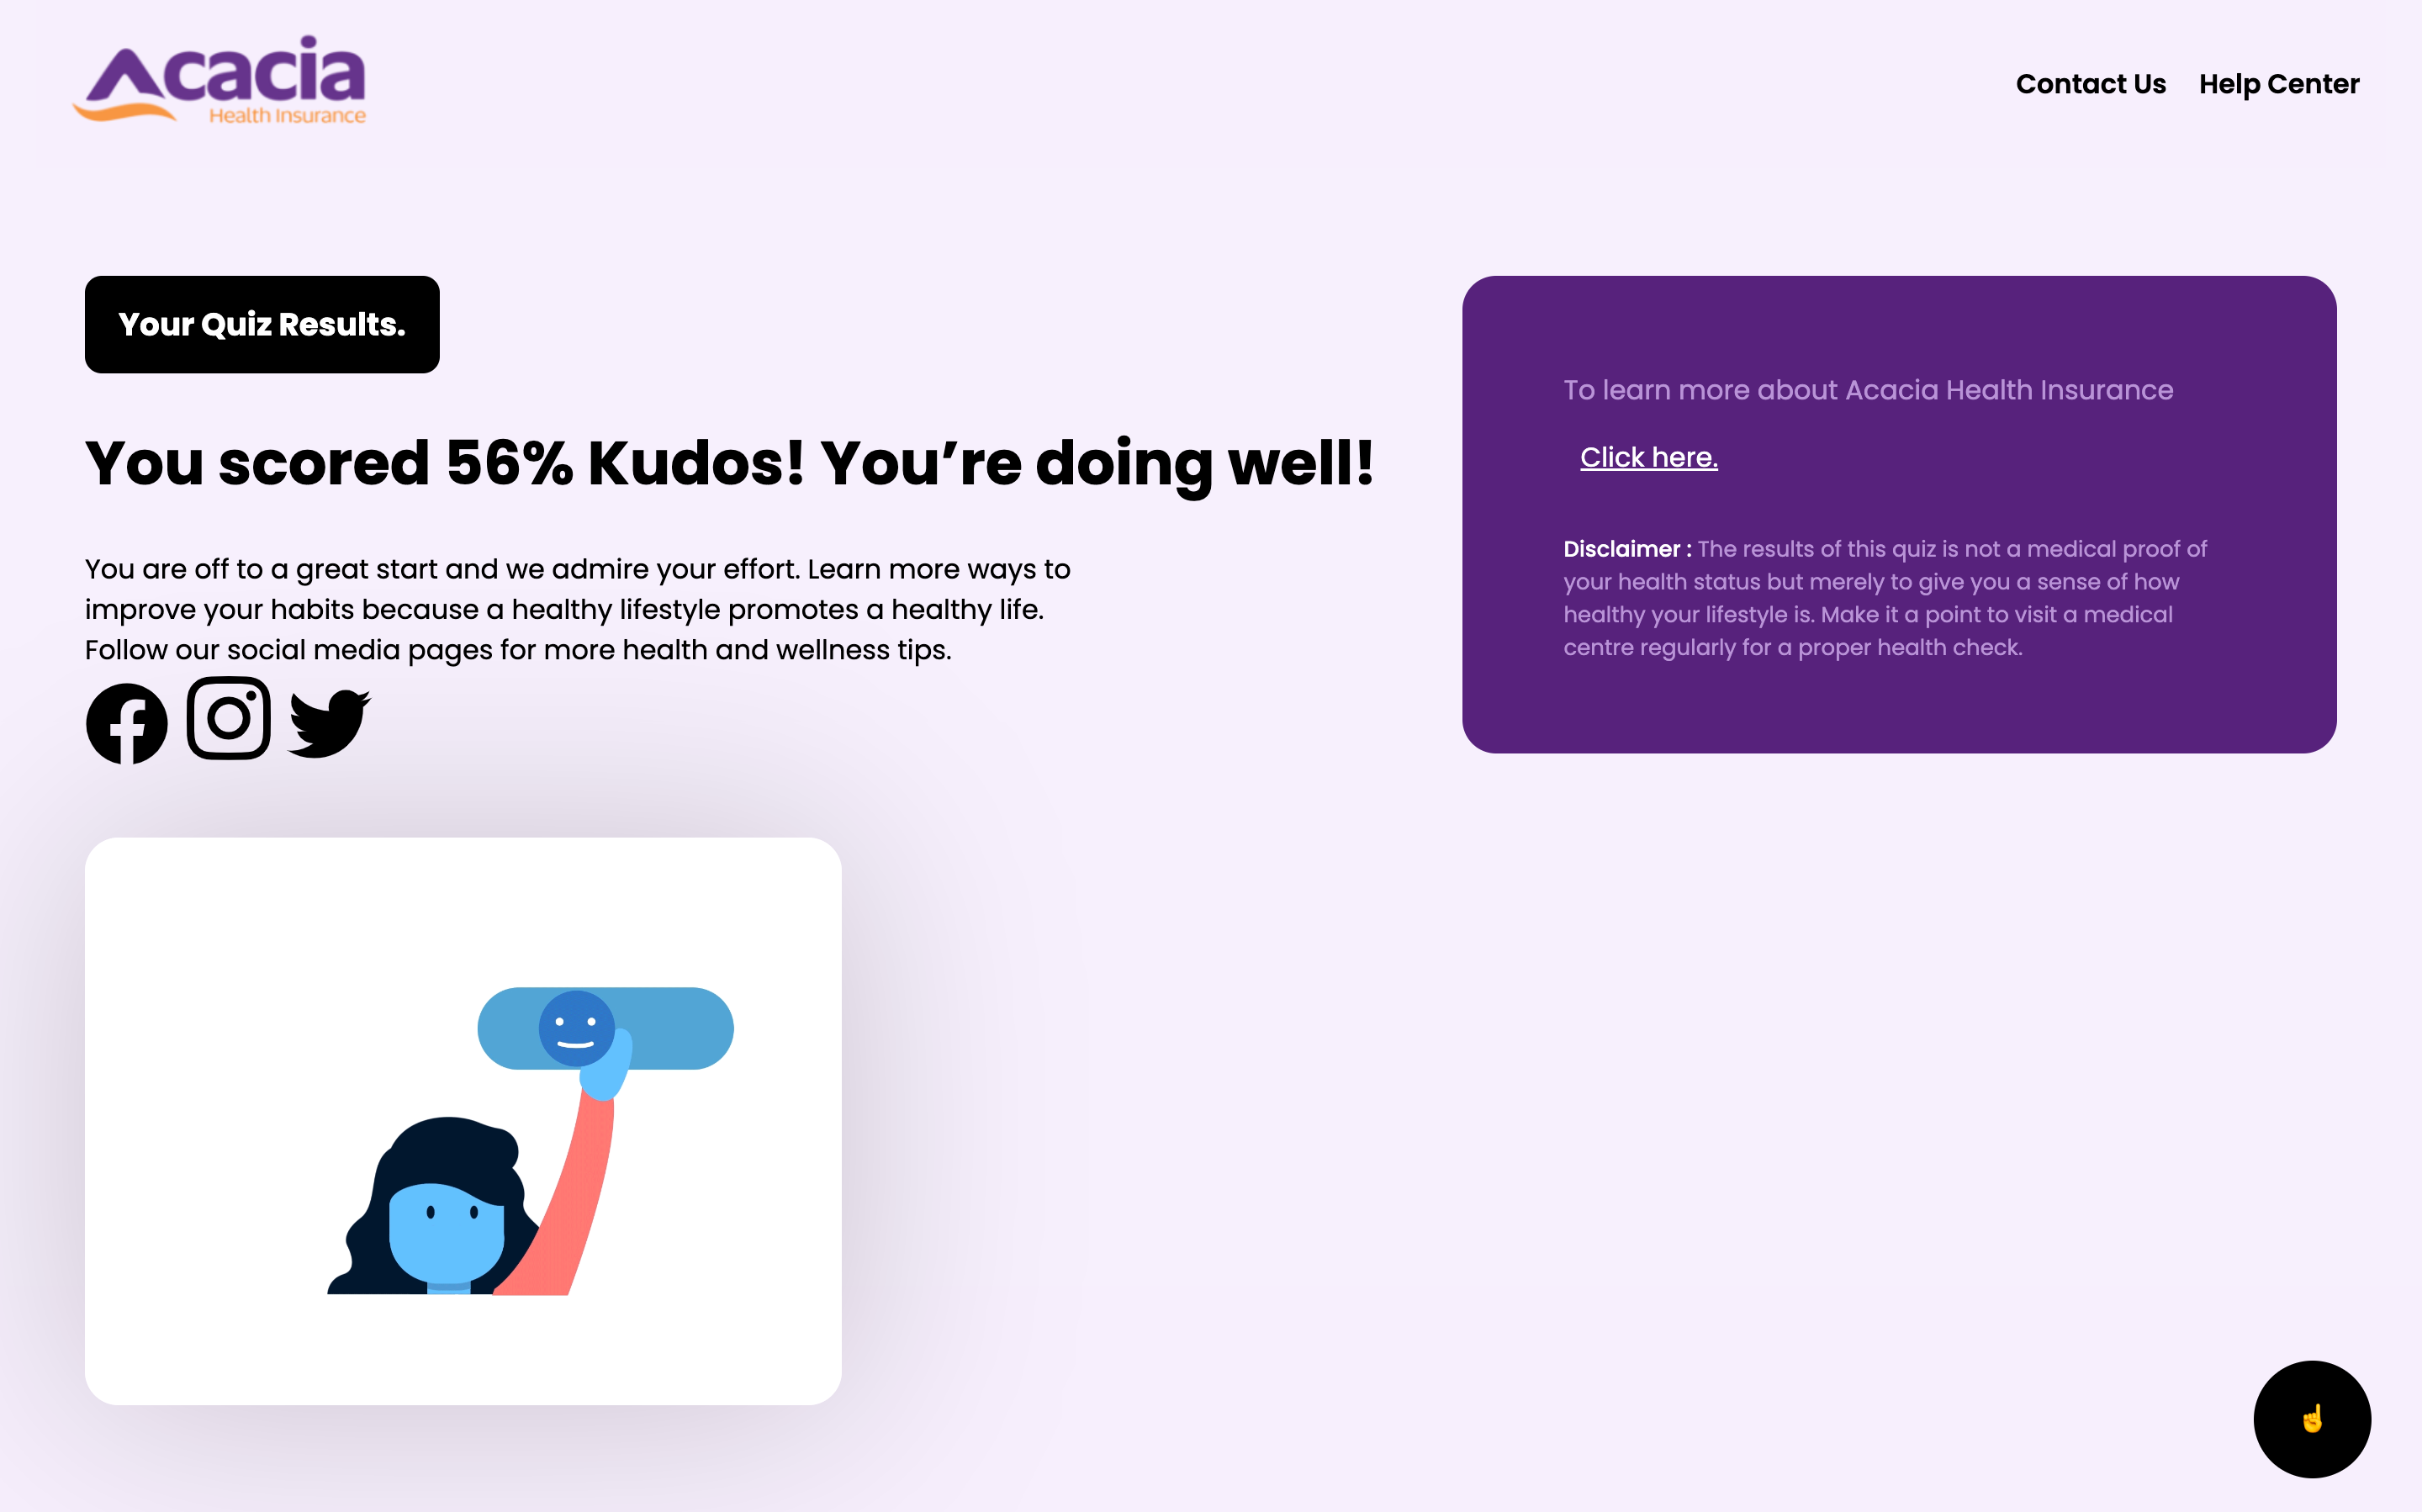 Acacia
Health Insurance
Contact Us Help Center
Your Quiz Results.
You scored 56% Kudos! You’re doing well!
You are off to a great start and we admire your effort. Learn more ways to
improve your habits because a healthy lifestyle promotes a healthy life.
Follow our social media pages for more health and wellness tips.
To learn more about Acacia Health Insurance
Click here.
Disclaimer : The results of this quiz is not a medical proof of
your health status but merely to give you a sense of how
healthy your lifestyle is. Make it a point to visit a medical
centre regularly for a proper health check.